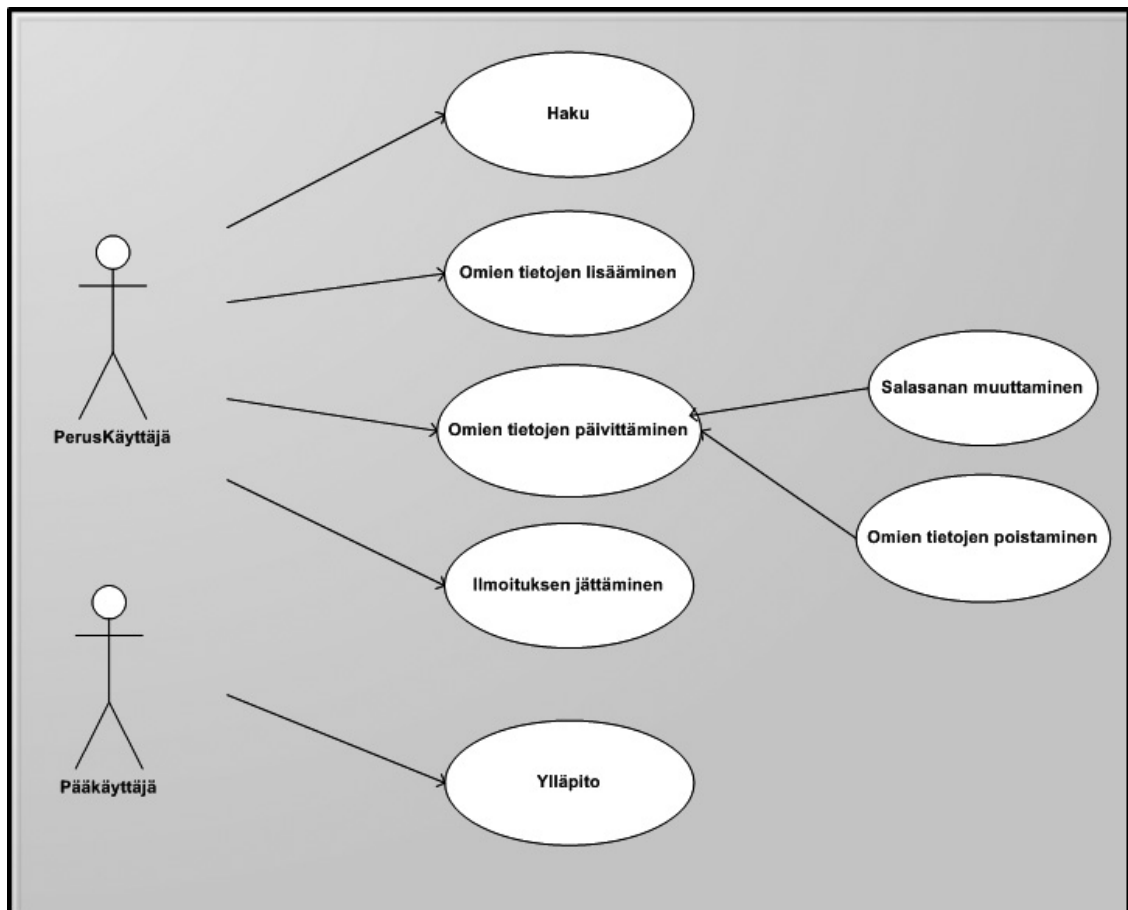 Haku
Omien tietojen lisääminen
Salasanan muuttaminen
Omien tietojen päivittäminen
PerusKäyttäjä
Omien tietojen poistaminen
Ilmoituksen jättäminen
Ylläpito
Pääkäyttäjä